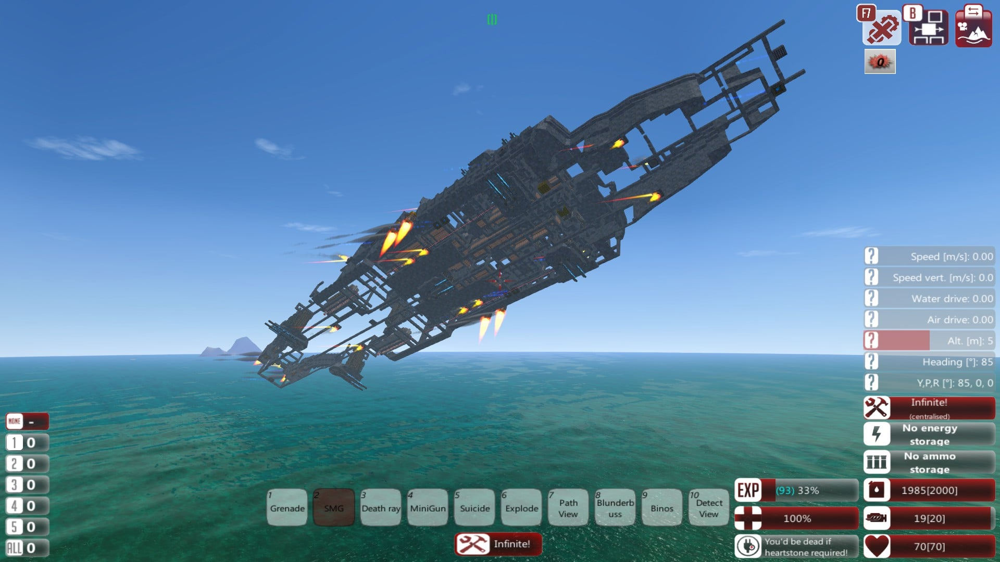 F7
B
0
Speed [m/s]: 0.00
Speed vert. [m/s]: 0.0
Water drive: 0.00
Air drive: 0.00
Alt. [m]: 5
Heading [°]: 85
Y,P,R [°]: 85, 0, 0
Infinite!
(centralised)
No energy
storage
No ammo
storage
EXP (93) 33%
1985[2000]
100%
19[20]
You'd be dead if
heartstone required!
70[70]
NONE -
1 0
2 0
3 0
4 0
5 0
ALL 0
1 Grenade
2 SMG
3 Death ray
4 MiniGun
5 Suicide
6 Explode
7 Path
View
8 Blunderb
uss
9 Binos
10 Detect
View
Infinite!